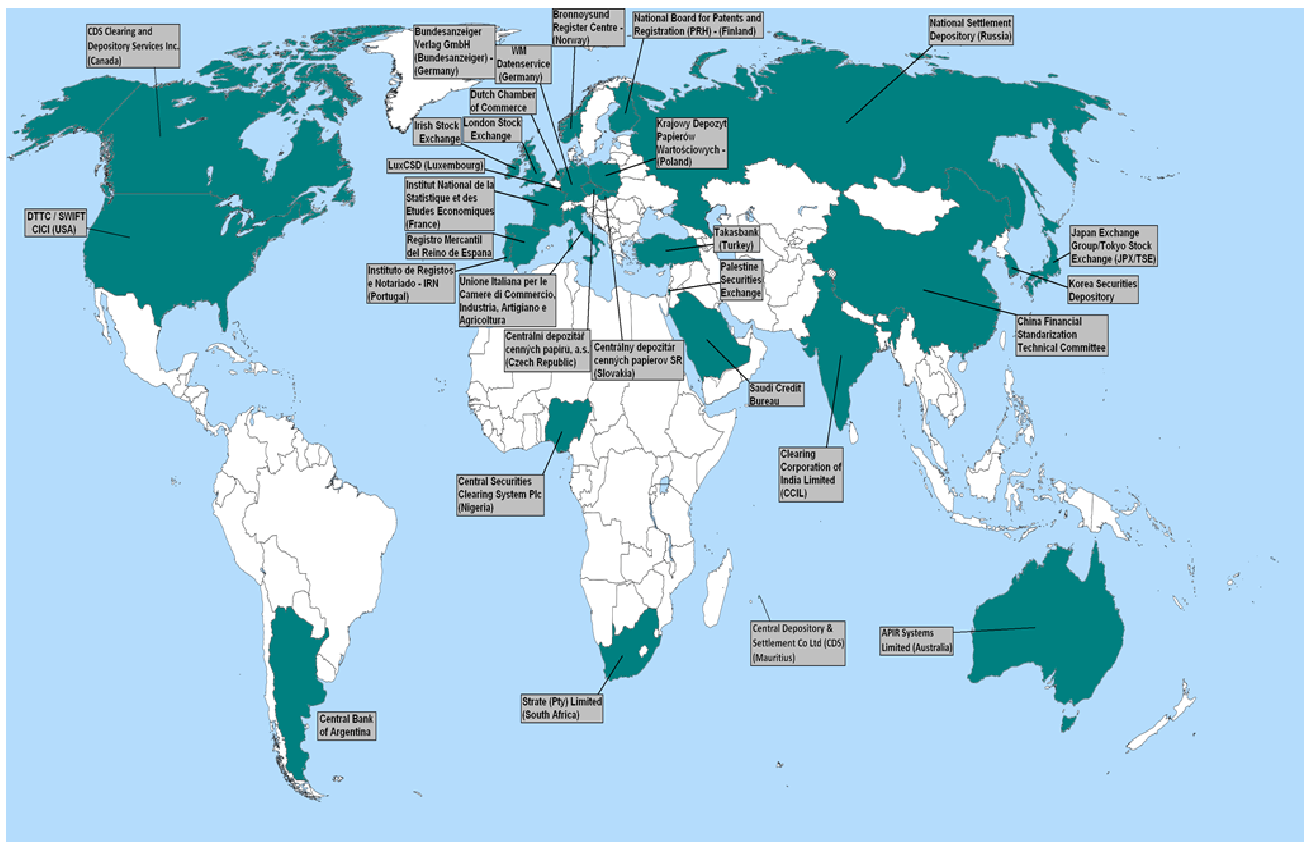 CDS Clearing and
Depository Services Inc.
(Canada)
Bundesanzeiger
Verlag GmbH
(Bundesanzeiger) -
(Germany)
WM
Datenservice
(Germany)
Bronnoysund
Register Centre -
(Norway)
National Board for Patents and
Registration (PRH) - (Finland)
National Settlement
Depository (Russia)
Dutch Chamber
of Commerce
Irish Stock
Exchange
London Stock
Exchange
Krajowy Depozyt
Papierów
Wartościowych -
(Poland)
LuxCSD (Luxembourg)
Institut National de la
Statistique et des
Etudes Economiques
(France)
DTTC / SWIFT
CICI (USA)
Registro Mercantil
del Reino de Espana
Takasbank
(Turkey)
Japan Exchange
Group/Tokyo Stock
Exchange (JPX/TSE)
Instituto de Registos
e Notariado - IRN
(Portugal)
Unione Italiana per le
Camere di Commercio,
Industria, Artigiano e
Agricoltura
Palestine
Securities
Exchange
Korea Securities
Depository
China Financial
Standarization
Technical Committee
Centrální depozitář
cenných papírů, a.s.
(Czech Republic)
Centrálny depozitár
cenných papierov SR
(Slovakia)
Saudi Credit
Bureau
Clearing
Corporation of
India Limited
(CCIL)
Central Securities
Clearing System Plc
(Nigeria)
Central Depository &
Settlement Co Ltd (CDS)
(Mauritius)
APIR Systems
Limited (Australia)
Strate (Pty) Limited
(South Africa)
Central Bank
of Argentina